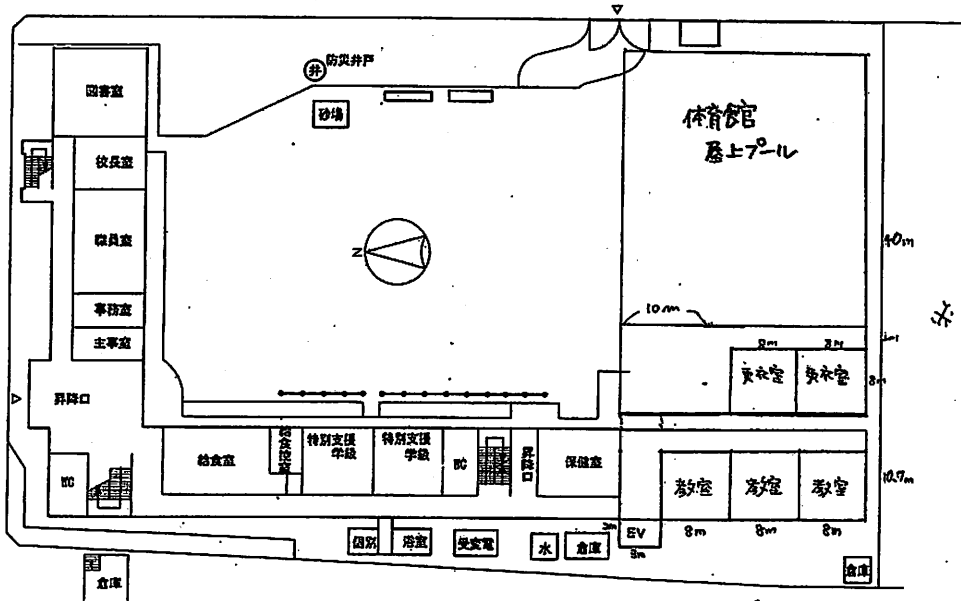 井
防災井戸
図書室
砂場
体育館
屋上プール
校長室
職員室
N
40m
事務室
10m
主事室
8m
8m
更衣室
更衣室
8m
昇降口
給食室
特別支援
学級
特別支援
学級
WC
昇降口
保健室
WC
教室
教室
教室
10.7m
3m
EV
8m
8m
8m
3m
個別
浴室
受変電
水
倉庫
倉庫
倉庫